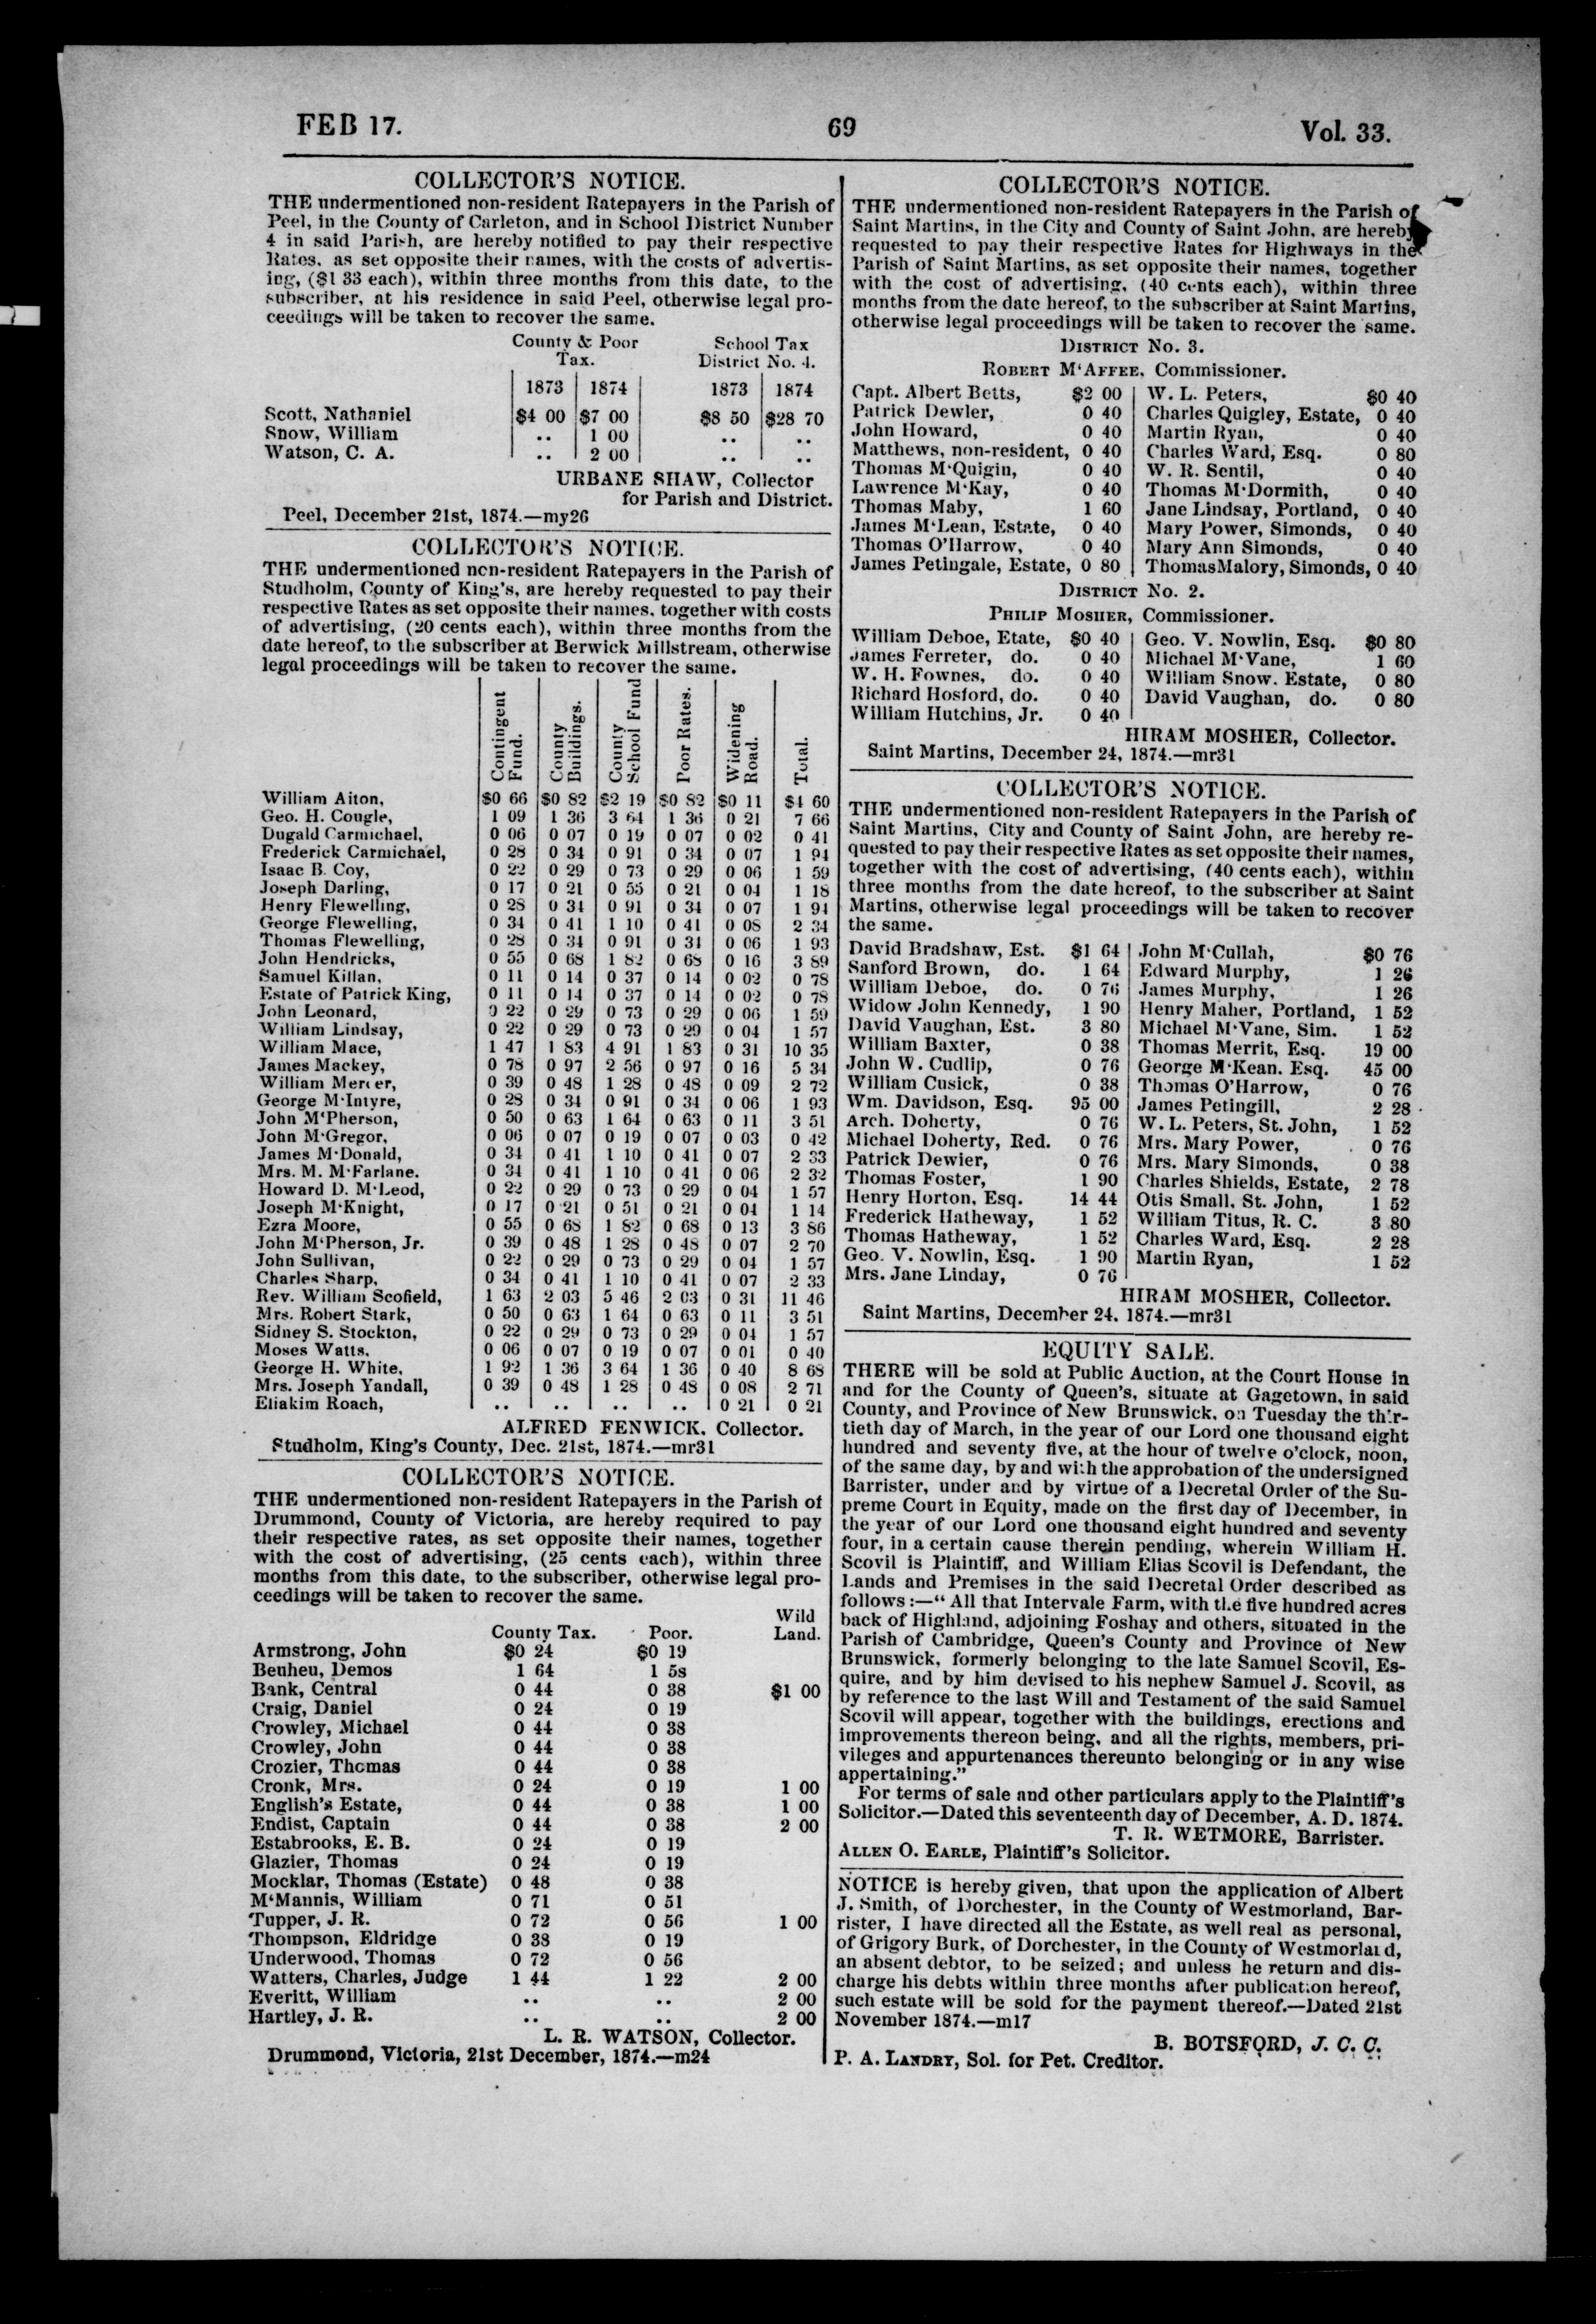 FEB 17. 69 Vol. 33.
COLLECTOR'S NOTICE.
THE undermentioned non-resident Ratepayers in the Parish of
Peel, in the County of Carleton, and in School District Number
4 in said Parish, are hereby notified to pay their respective
Rates, as set opposite their names, with the costs of advertis-
ing, ($1 33 each), within three months from this date, to the
subscriber, at his residence in said Peel, otherwise legal pro-
ceedings will be taken to recover the same.
County & Poor School Tax
Tax. District No. 4.
1873 1874 1873 1874
Scott, Nathaniel $4 00 $7 00 $8 50 $28 70
Snow, William .. 1 00 .. ..
Watson, C. A. .. 2 00 .. ..
URBANE SHAW, Collector
for Parish and District.
Peel, December 21st, 1874.—my26
COLLECTOR'S NOTICE.
THE undermentioned non-resident Ratepayers in the Parish of
Studholm, County of King's, are hereby requested to pay their
respective Rates as set opposite their names, together with costs
of advertising, (20 cents each), within three months from the
date hereof, to the subscriber at Berwick Millstream, otherwise
legal proceedings will be taken to recover the same.
Contingent Fund. County Buildings. County School Fund Poor Rates. Widening Road. Total.
William Aiton, $0 66 $0 82 $2 19 $0 82 $0 11 $4 60
Geo. H. Cougle, 1 09 1 36 3 64 1 36 0 21 7 66
Dugald Carmichael, 0 06 0 07 0 19 0 07 0 02 0 41
Frederick Carmichael, 0 28 0 34 0 91 0 34 0 07 1 94
Isaac B. Coy, 0 22 0 29 0 73 0 29 0 06 1 59
Joseph Darling, 0 17 0 21 0 55 0 21 0 04 1 18
Henry Flewelling, 0 28 0 34 0 91 0 34 0 07 1 94
George Flewelling, 0 34 0 41 1 10 0 41 0 08 2 34
Thomas Flewelling, 0 28 0 34 0 91 0 34 0 06 1 93
John Hendricks, 0 55 0 68 1 82 0 68 0 16 3 89
Samuel Killan, 0 11 0 14 0 37 0 14 0 02 0 78
Estate of Patrick King, 0 11 0 14 0 37 0 14 0 02 0 78
John Leonard, 0 22 0 29 0 73 0 29 0 06 1 59
William Lindsay, 0 22 0 29 0 73 0 29 0 04 1 57
William Mace, 1 47 1 83 4 91 1 83 0 31 10 35
James Mackey, 0 78 0 97 2 56 0 97 0 16 5 34
William Mercer, 0 39 0 48 1 28 0 48 0 09 2 72
George M'Intyre, 0 28 0 34 0 91 0 34 0 06 1 93
John M'Pherson, 0 50 0 63 1 64 0 63 0 11 3 51
John M'Gregor, 0 06 0 07 0 19 0 07 0 03 0 42
James M'Donald, 0 34 0 41 1 10 0 41 0 07 2 33
Mrs. M. M'Farlane. 0 34 0 41 1 10 0 41 0 06 2 32
Howard D. M'Leod, 0 22 0 29 0 73 0 29 0 04 1 57
Joseph M'Knight, 0 17 0 21 0 51 0 21 0 04 1 14
Ezra Moore, 0 55 0 68 1 82 0 68 0 13 3 86
John M'Pherson, Jr. 0 39 0 48 1 28 0 48 0 07 2 70
John Sullivan, 0 22 0 29 0 73 0 29 0 04 1 57
Charles Sharp, 0 34 0 41 1 10 0 41 0 07 2 33
Rev. William Scofield, 1 63 2 03 5 46 2 03 0 31 11 46
Mrs. Robert Stark, 0 50 0 63 1 64 0 63 0 11 3 51
Sidney S. Stockton, 0 22 0 29 0 73 0 29 0 04 1 57
Moses Watts, 0 06 0 07 0 19 0 07 0 01 0 40
George H. White, 1 92 1 36 3 64 1 36 0 40 8 68
Mrs. Joseph Yandall, 0 39 0 48 1 28 0 48 0 08 2 71
Eliakim Roach, .. .. .. .. 0 21 0 21
ALFRED FENWICK, Collector.
Studholm, King's County, Dec. 21st, 1874.—mr31
COLLECTOR'S NOTICE.
THE undermentioned non-resident Ratepayers in the Parish of
Drummond, County of Victoria, are hereby required to pay
their respective rates, as set opposite their names, together
with the cost of advertising, (25 cents each), within three
months from this date, to the subscriber, otherwise legal pro-
ceedings will be taken to recover the same.
County Tax. Poor. Wild Land.
Armstrong, John $0 24 $0 19
Benheu, Demos 1 64 1 5s
Bank, Central 0 44 0 38 $1 00
Craig, Daniel 0 24 0 19
Crowley, Michael 0 44 0 38
Crowley, John 0 44 0 38
Crozier, Thomas 0 44 0 38
Cronk, Mrs. 0 24 0 19 1 00
English's Estate, 0 44 0 38 1 00
Endist, Captain 0 44 0 38 2 00
Estabrooks, E. B. 0 24 0 19
Glazier, Thomas 0 24 0 19
Mocklar, Thomas (Estate) 0 48 0 38
M'Mannis, William 0 71 0 51
Tupper, J. R. 0 72 0 56 1 00
Thompson, Eldridge 0 38 0 19
Underwood, Thomas 0 72 0 56
Watters, Charles, Judge 1 44 1 22 2 00
Everitt, William .. .. 2 00
Hartley, J. R. .. .. 2 00
L. R. WATSON, Collector.
Drummond, Victoria, 21st December, 1874.—m24
COLLECTOR'S NOTICE.
THE undermentioned non-resident Ratepayers in the Parish of
Saint Martins, in the City and County of Saint John, are hereby
requested to pay their respective Rates for Highways in the
Parish of Saint Martins, as set opposite their names, together
with the cost of advertising, (40 cents each), within three
months from the date hereof, to the subscriber at Saint Martins,
otherwise legal proceedings will be taken to recover the same.
DISTRICT No. 3.
ROBERT M'AFFEE, Commissioner.
Capt. Albert Betts, $2 00 W. L. Peters, $0 40
Patrick Dewler, 0 40 Charles Quigley, Estate, 0 40
John Howard, 0 40 Martin Ryan, 0 40
Matthews, non-resident, 0 40 Charles Ward, Esq. 0 80
Thomas M'Quigin, 0 40 W. R. Sentil, 0 40
Lawrence M'Kay, 0 40 Thomas M'Dormith, 0 40
Thomas Maby, 1 60 Jane Lindsay, Portland, 0 40
James M'Lean, Estate, 0 40 Mary Power, Simonds, 0 40
Thomas O'Harrow, 0 40 Mary Ann Simonds, 0 40
James Petingale, Estate, 0 80 ThomasMalory, Simonds, 0 40
DISTRICT No. 2.
PHILIP MOSHER, Commissioner.
William Deboe, Etate, $0 40 Geo. V. Nowlin, Esq. $0 80
James Ferreter, do. 0 40 Michael M'Vane, 1 60
W. H. Fownes, do. 0 40 William Snow, Estate, 0 80
Richard Hosford, do. 0 40 David Vaughan, do. 0 80
William Hutchins, Jr. 0 40
HIRAM MOSHER, Collector.
Saint Martins, December 24, 1874.—mr31
COLLECTOR'S NOTICE.
THE undermentioned non-resident Ratepayers in the Parish of
Saint Martins, City and County of Saint John, are hereby re-
quested to pay their respective Rates as set opposite their names,
together with the cost of advertising, (40 cents each), within
three months from the date hereof, to the subscriber at Saint
Martins, otherwise legal proceedings will be taken to recover
the same.
David Bradshaw, Est. $1 64 John M'Cullah, $0 76
Sanford Brown, do. 1 64 Edward Murphy, 1 26
William Deboe, do. 0 76 James Murphy, 1 26
Widow John Kennedy, 1 90 Henry Maher, Portland, 1 52
David Vaughan, Est. 3 80 Michael M'Vane, Sim. 1 52
William Baxter, 0 38 Thomas Merrit, Esq. 19 00
John W. Cudlip, 0 76 George M'Kean. Esq. 45 00
William Cusick, 0 38 Thomas O'Harrow, 0 76
Wm. Davidson, Esq. 95 00 James Petingill, 2 28
Arch. Doherty, 0 76 W. L. Peters, St. John, 1 52
Michael Doherty, Red. 0 76 Mrs. Mary Power, 0 76
Patrick Dewier, 0 76 Mrs. Mary Simonds, 0 38
Thomas Foster, 1 90 Charles Shields, Estate, 2 78
Henry Horton, Esq. 14 44 Otis Small, St. John, 1 52
Frederick Hatheway, 1 52 William Titus, R. C. 3 80
Thomas Hatheway, 1 52 Charles Ward, Esq. 2 28
Geo. V. Nowlin, Esq. 1 90 Martin Ryan, 1 52
Mrs. Jane Linday, 0 76
HIRAM MOSHER, Collector.
Saint Martins, December 24, 1874.—mr31
EQUITY SALE.
THERE will be sold at Public Auction, at the Court House in
and for the County of Queen's, situate at Gagetown, in said
County, and Province of New Brunswick, on Tuesday the thir-
tieth day of March, in the year of our Lord one thousand eight
hundred and seventy five, at the hour of twelve o'clock, noon,
of the same day, by and with the approbation of the undersigned
Barrister, under and by virtue of a Decretal Order of the Su-
preme Court in Equity, made on the first day of December, in
the year of our Lord one thousand eight hundred and seventy
four, in a certain cause therein pending, wherein William H.
Scovil is Plaintiff, and William Elias Scovil is Defendant, the
Lands and Premises in the said Decretal Order described as
follows :—" All that Intervale Farm, with the five hundred acres
back of Highland, adjoining Foshay and others, situated in the
Parish of Cambridge, Queen's County and Province of New
Brunswick, formerly belonging to the late Samuel Scovil, Es-
quire, and by him devised to his nephew Samuel J. Scovil, as
by reference to the last Will and Testament of the said Samuel
Scovil will appear, together with the buildings, erections and
improvements thereon being, and all the rights, members, pri-
vileges and appurtenances thereunto belonging or in any wise
appertaining."
For terms of sale and other particulars apply to the Plaintiff's
Solicitor.—Dated this seventeenth day of December, A. D. 1874.
T. R. WETMORE, Barrister.
ALLEN O. EARLE, Plaintiff's Solicitor.
NOTICE is hereby given, that upon the application of Albert
J. Smith, of Dorchester, in the County of Westmorland, Bar-
rister, I have directed all the Estate, as well real as personal,
of Grigory Burk, of Dorchester, in the County of Westmorland,
an absent debtor, to be seized; and unless he return and dis-
charge his debts within three months after publication hereof,
such estate will be sold for the payment thereof.—Dated 21st
November 1874.—m17
B. BOTSFORD, J. C. C.
P. A. LANDRY, Sol. for Pet. Creditor.